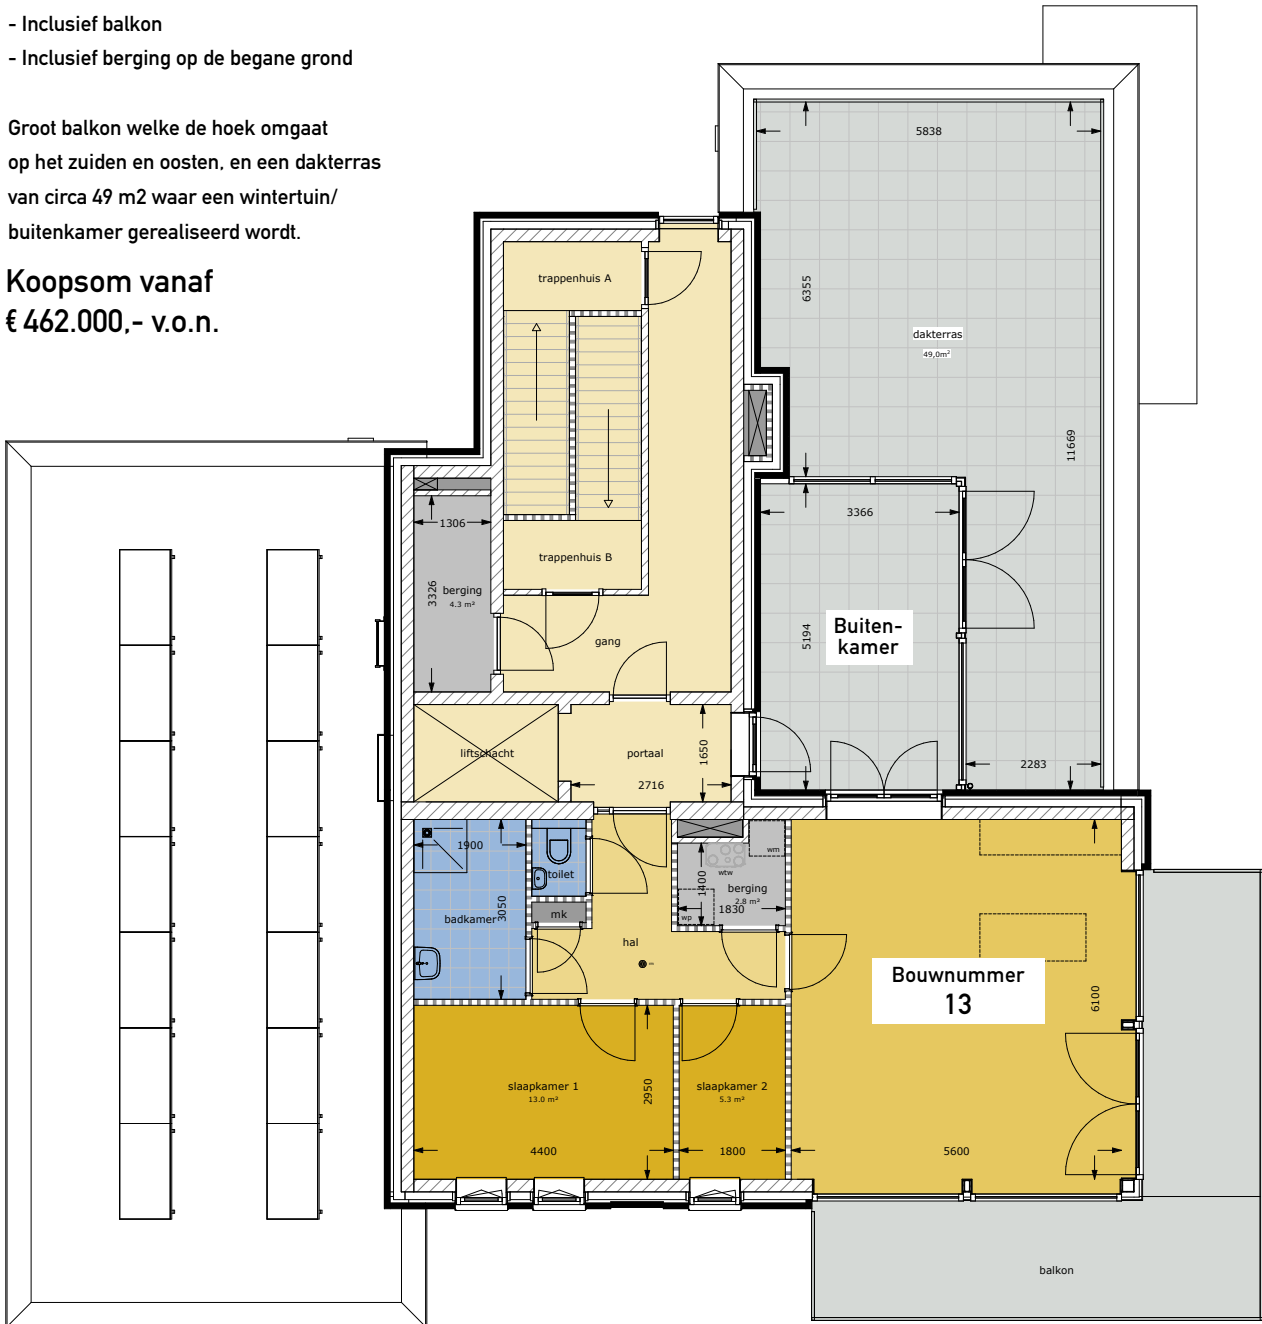 - Inclusief balkon
- Inclusief berging op de begane grond
Groot balkon welke de hoek omgaat
op het zuiden en oosten, en een dakterras
van circa 49 m2 waar een wintertuin/
buitenkamer gerealiseerd wordt.
Koopsom vanaf
€ 462.000,- v.o.n.
5838
trappenhuis A
6355
dakterras
49,0m²
11669
1306
3366
trappenhuis B
3326
berging
4.3 m²
gang
5194
Buiten-
kamer
liftschacht
portaal
1650
2716
2283
1900
toilet
wm
wtw
1400
berging
2.8 m²
1830
wp
badkamer
3050
mk
hal
Bouwnummer
13
6100
slaapkamer 1
13.0 m²
2950
slaapkamer 2
5.3 m²
4400
1800
5600
balkon